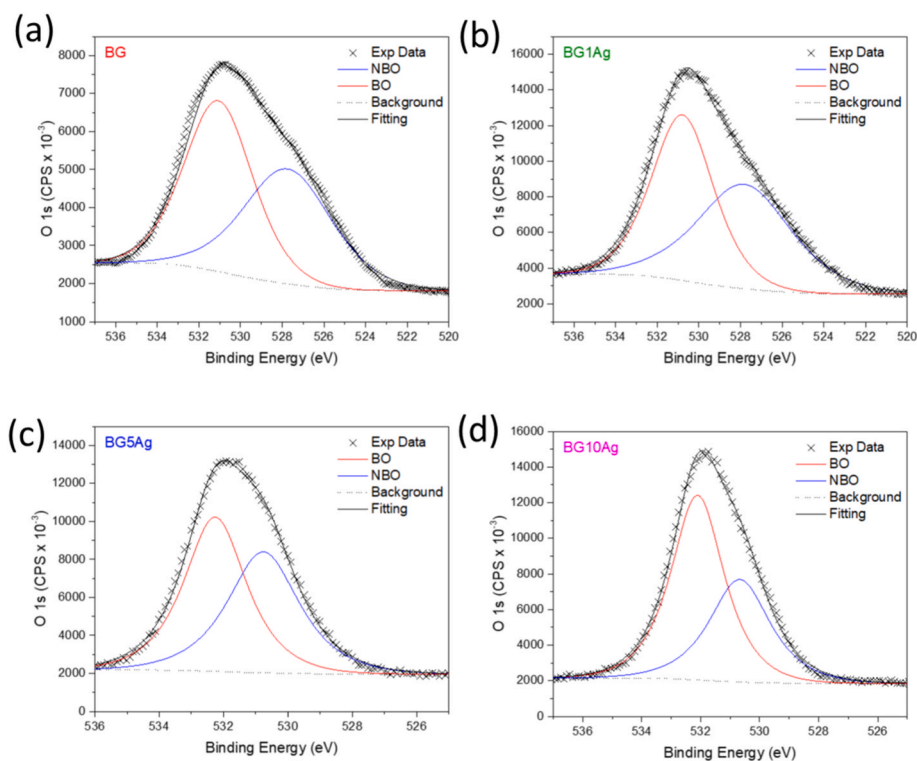 (a)
BG
Exp Data
NBO
BO
Background
Fitting
8000
7000
6000
5000
4000
3000
2000
1000
O 1s (CPS x 10⁻³)
536 534 532 530 528 526 524 522 520
Binding Energy (eV)
(b)
BG1Ag
Exp Data
NBO
BO
Background
Fitting
16000
14000
12000
10000
8000
6000
4000
2000
O 1s (CPS x 10⁻³)
536 534 532 530 528 526 524 522 520
Binding Energy (eV)
(c)
BG5Ag
Exp Data
BO
NBO
Background
Fitting
14000
12000
10000
8000
6000
4000
2000
0
O 1s (CPS x 10⁻³)
536 534 532 530 528 526
Binding Energy (eV)
(d)
BG10Ag
Exp Data
BO
NBO
Background
Fitting
16000
14000
12000
10000
8000
6000
4000
2000
0
O 1s (CPS x 10⁻³)
536 534 532 530 528 526
Binding Energy (eV)